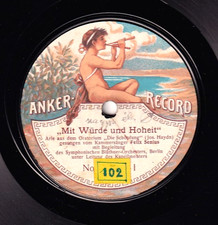 ANKER RECORD
„Mit Würde und Hoheit“
Arie aus dem Oratorium „Die Schöpfung“ (Jos. Haydn)
gesungen vom Kammersänger Felix Senius
mit Begleitung
des Symphonischen Blüthner-Orchesters, Berlin
unter Leitung des Kapellmeisters
No
102